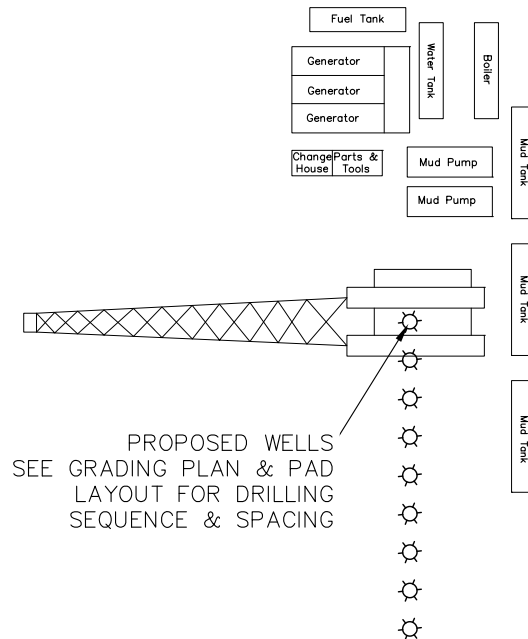 Fuel Tank
Generator
Generator
Generator
Water Tank
Boiler
Mud Tank
Change
House
Parts &
Tools
Mud Pump
Mud Pump
Mud Tank
Mud Tank
PROPOSED WELLS
SEE GRADING PLAN & PAD
LAYOUT FOR DRILLING
SEQUENCE & SPACING